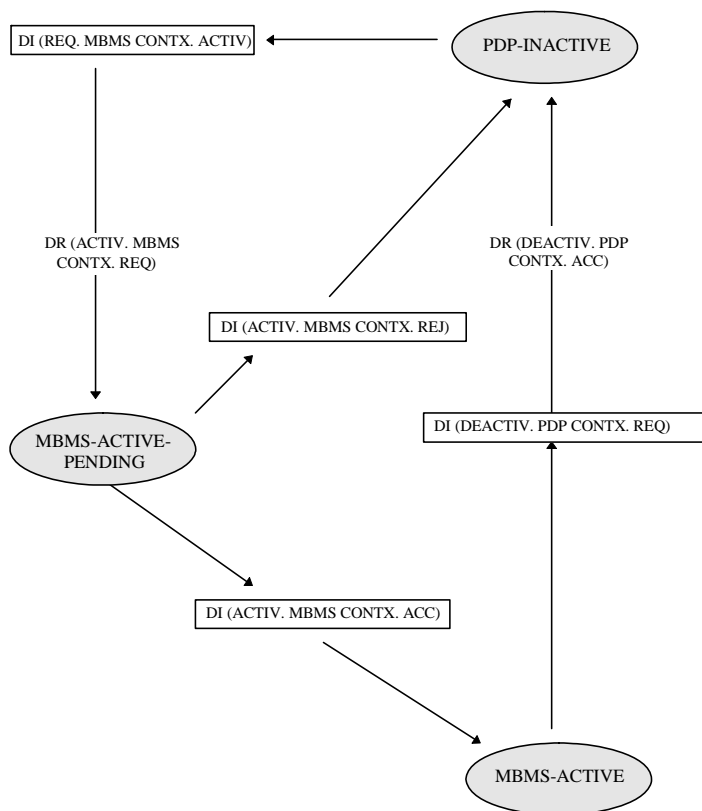 DI (REQ. MBMS CONTX. ACTIV)
PDP-INACTIVE
DR (ACTIV. MBMS
CONTX. REQ)
DR (DEACTIV. PDP
CONTX. ACC)
DI (ACTIV. MBMS CONTX. REJ)
MBMS-ACTIVE-
PENDING
DI (DEACTIV. PDP CONTX. REQ)
DI (ACTIV. MBMS CONTX. ACC)
MBMS-ACTIVE